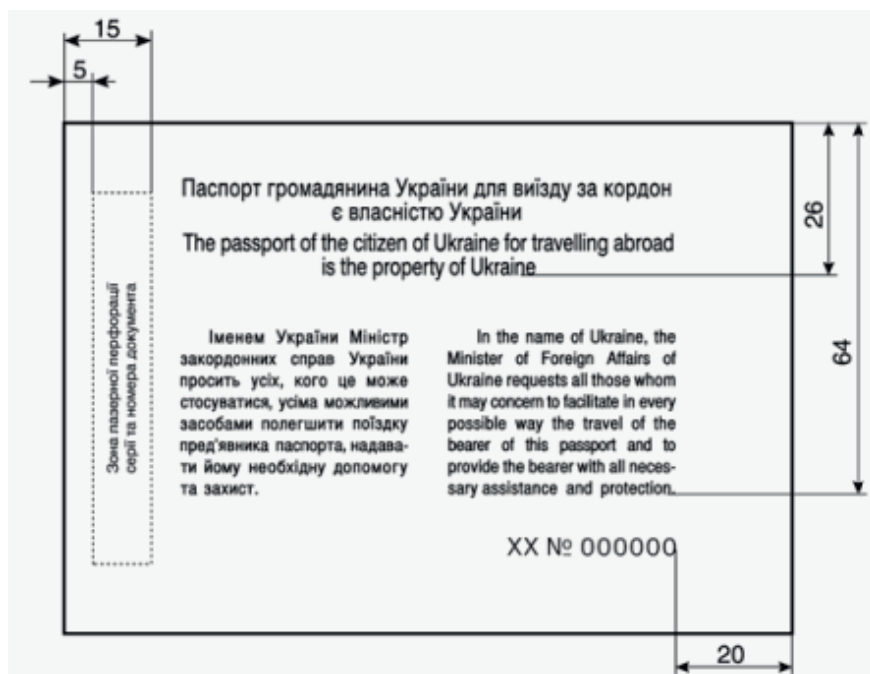 15
5
Паспорт громадянина України для виїзду за кордон
є власністю України
The passport of the citizen of Ukraine for travelling abroad
is the property of Ukraine
26
64
Зона лазерної перфорації
серії та номера документа
Іменем України Міністр
закордонних справ України
просить усіх, кого це може
стосуватися, усіма можливими
засобами полегшити поїздку
пред'явника паспорта, надава-
ти йому необхідну допомогу
та захист.
In the name of Ukraine, the
Minister of Foreign Affairs of
Ukraine requests all those whom
it may concern to facilitate in every
possible way the travel of the
bearer of this passport and to
provide the bearer with all neces-
sary assistance and protection.
XX № 000000
20